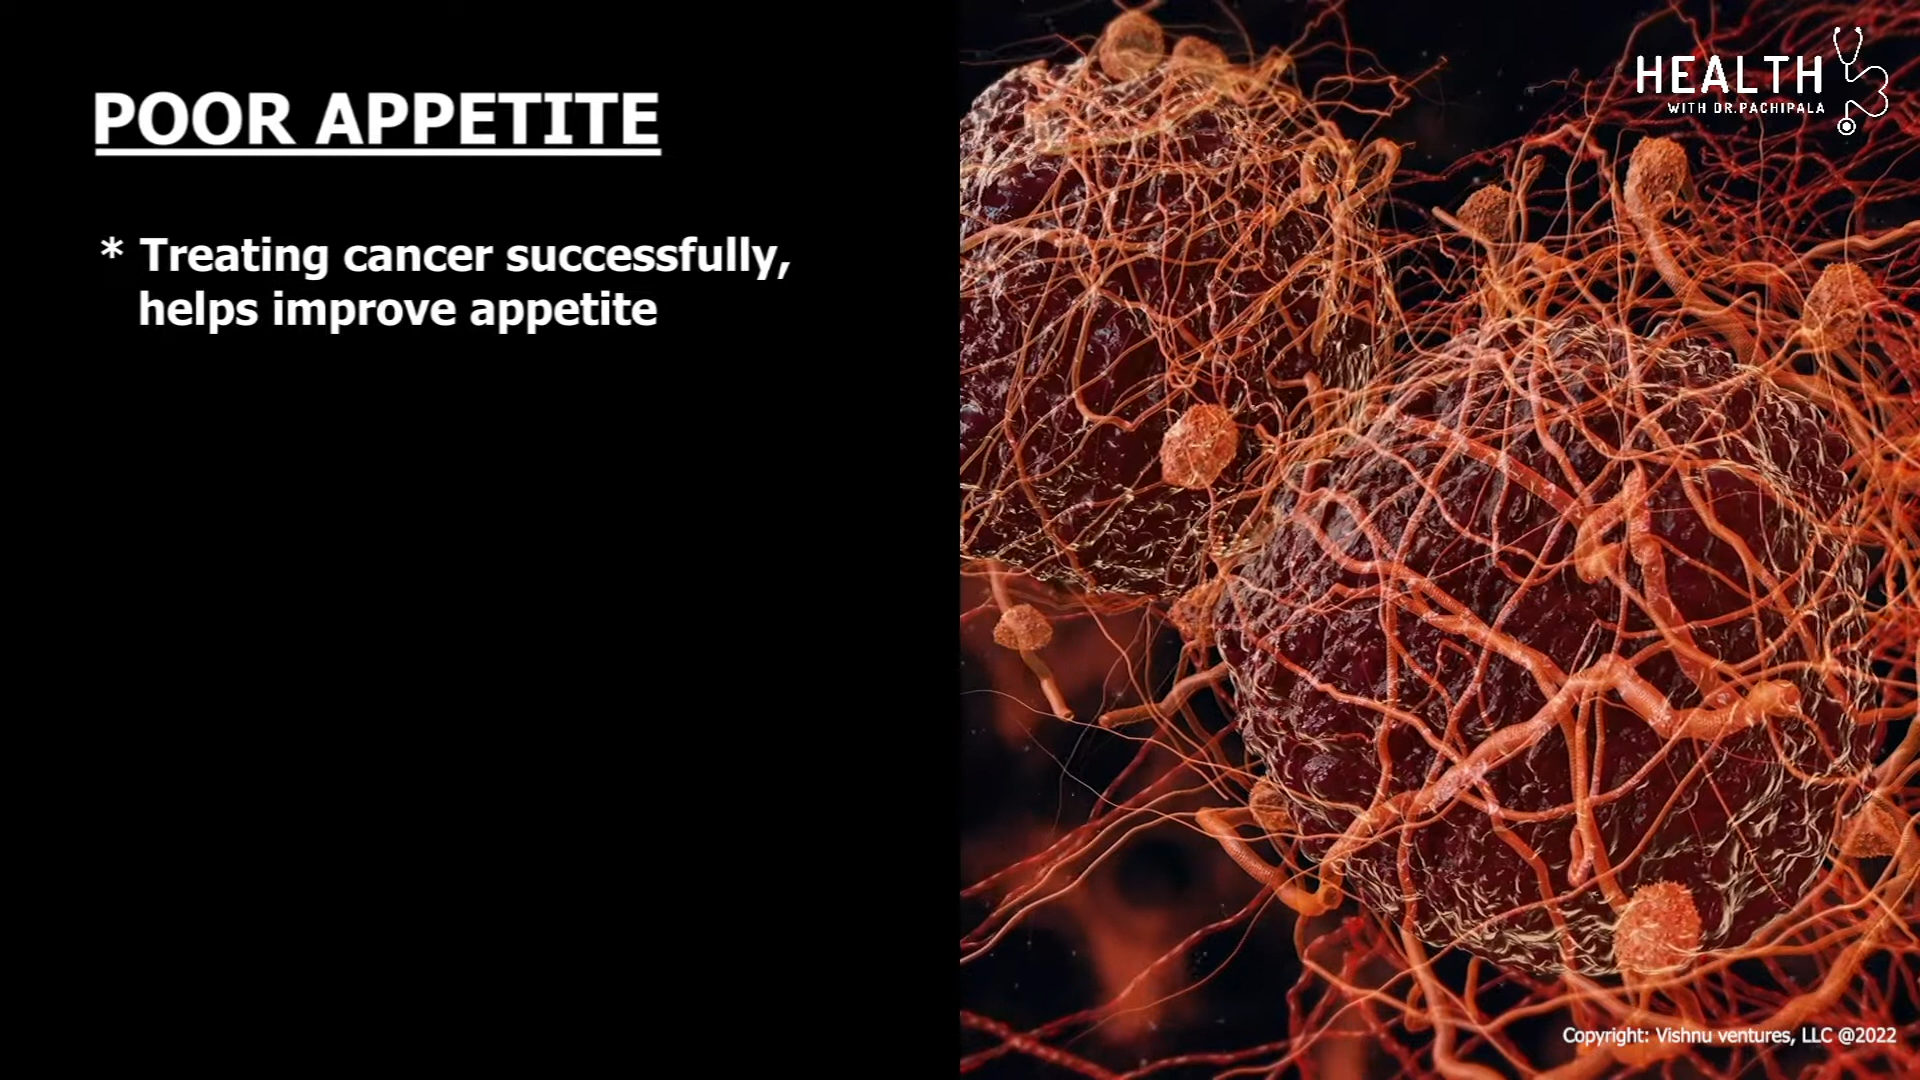 POOR APPETITE
* Treating cancer successfully,
helps improve appetite
HEALTH
WITH DR.PACHIPALA
Copyright: Vishnu ventures, LLC @2022